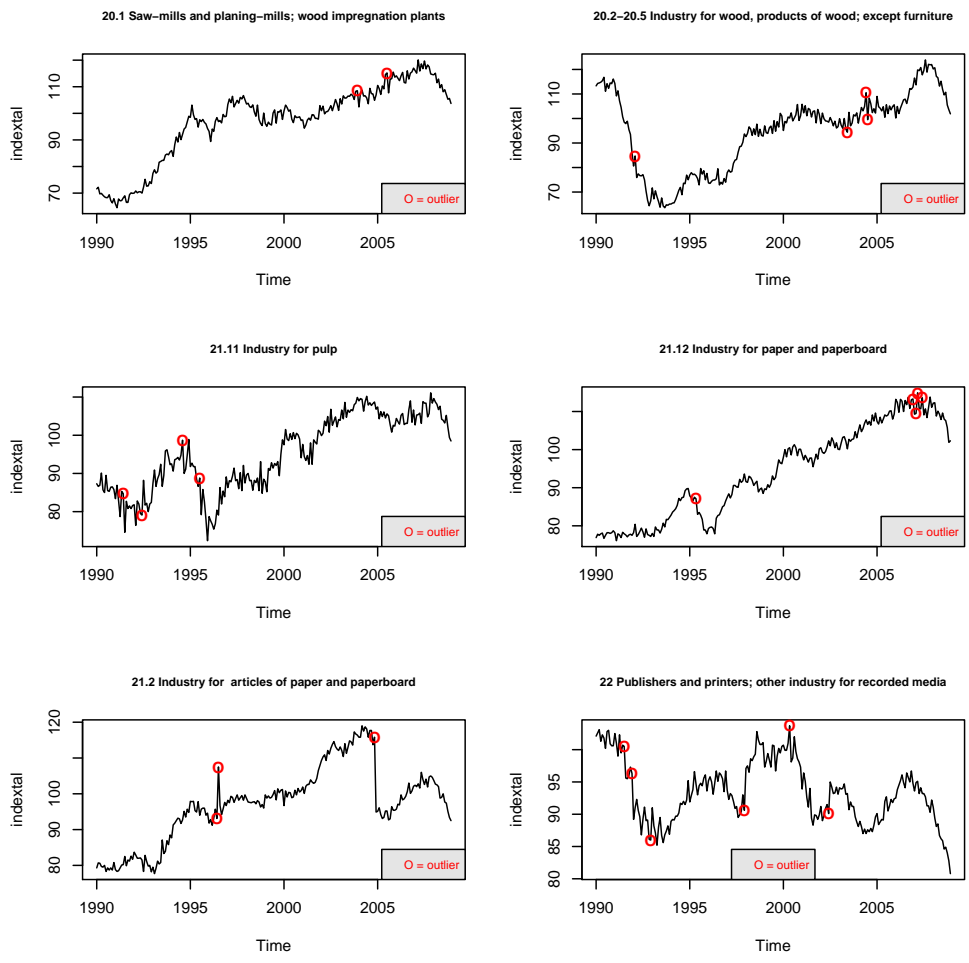 20.1 Saw−mills and planing−mills; wood impregnation plants
indextal
110
90
70
O = outlier
1990 1995 2000 2005
Time
20.2−20.5 Industry for wood, products of wood; except furniture
indextal
110
90
70
O = outlier
1990 1995 2000 2005
Time
21.11 Industry for pulp
indextal
100
90
80
O = outlier
1990 1995 2000 2005
Time
21.12 Industry for paper and paperboard
indextal
100
90
80
O = outlier
1990 1995 2000 2005
Time
21.2 Industry for articles of paper and paperboard
indextal
120
100
90
80
O = outlier
1990 1995 2000 2005
Time
22 Publishers and printers; other industry for recorded media
indextal
95
90
85
80
O = outlier
1990 1995 2000 2005
Time